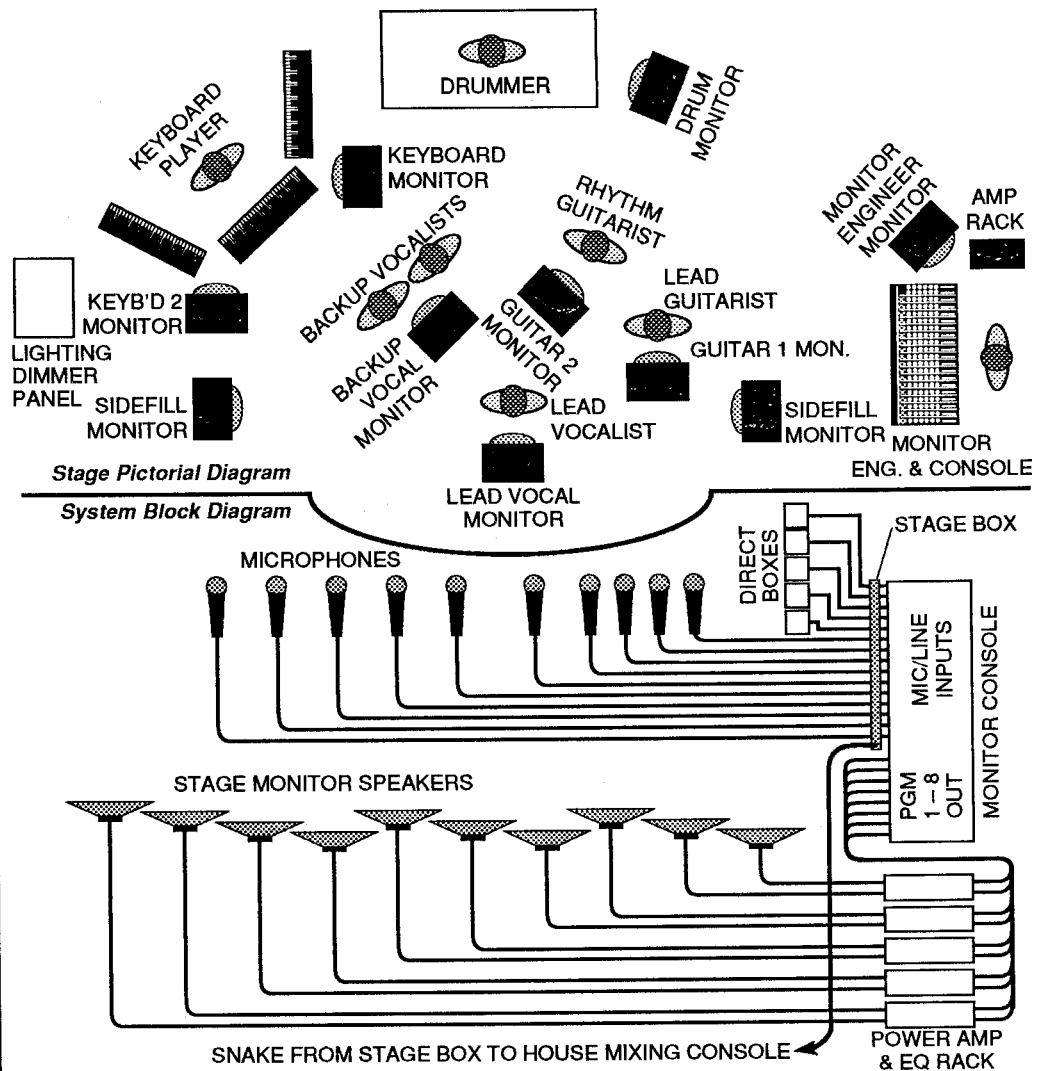 DRUMMER
DRUM
MONITOR
KEYBOARD
PLAYER
KEYBOARD
MONITOR
RHYTHM
GUITARIST
MONITOR
ENGINEER
MONITOR
AMP
RACK
BACKUP VOCALISTS
LEAD
GUITARIST
KEYB'D 2
MONITOR
GUITAR 2
MONITOR
GUITAR 1 MON.
LIGHTING
DIMMER
PANEL
BACKUP
VOCAL
MONITOR
SIDEFILL
MONITOR
LEAD
VOCALIST
SIDEFILL
MONITOR
MONITOR
ENG. & CONSOLE
Stage Pictorial Diagram
LEAD VOCAL
MONITOR
System Block Diagram
MICROPHONES
DIRECT
BOXES
STAGE BOX
MIC/LINE
INPUTS
MONITOR CONSOLE
STAGE MONITOR SPEAKERS
PGM
1 – 8
OUT
SNAKE FROM STAGE BOX TO HOUSE MIXING CONSOLE
POWER AMP
& EQ RACK